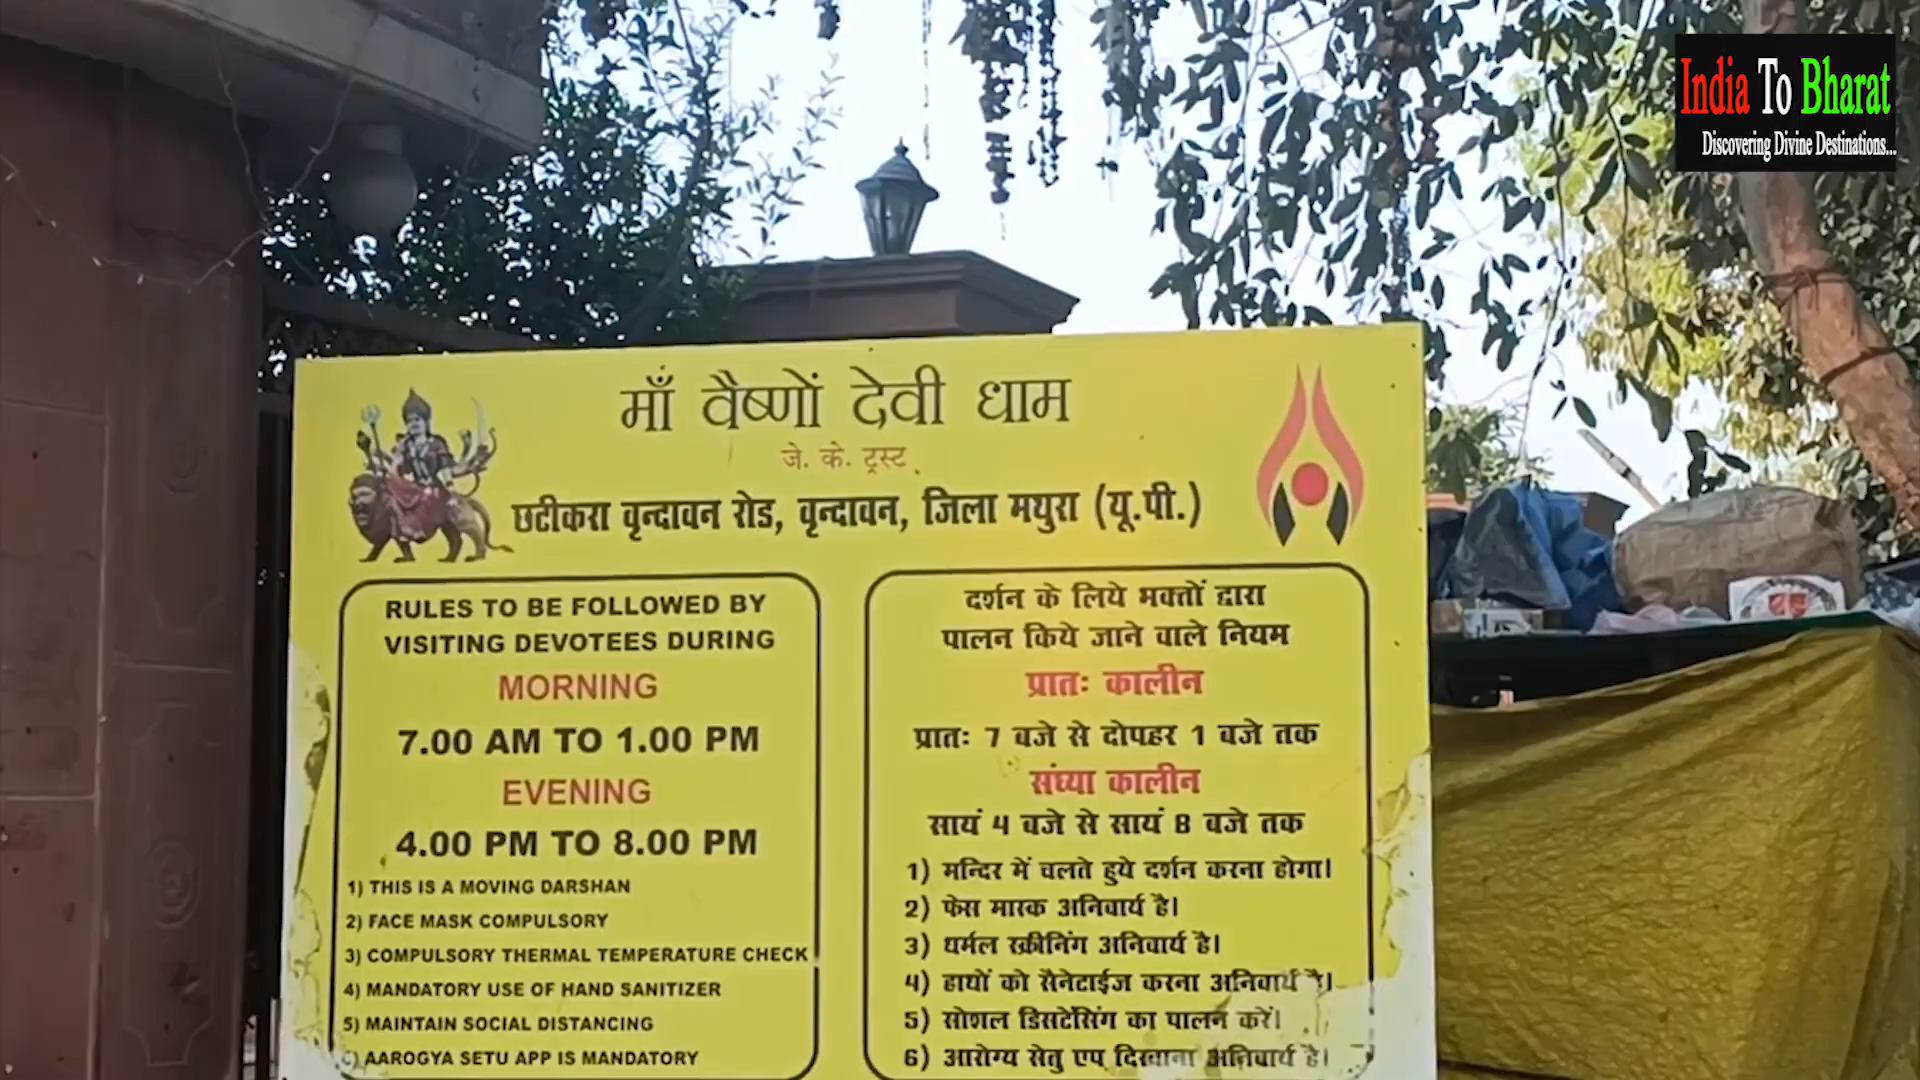 India To Bharat
Discovering Divine Destinations...
माँ वैष्णों देवी धाम
जे. के. ट्रस्ट
छटीकरा वृन्दावन रोड, वृन्दावन, जिला मथुरा (यू.पी.)
RULES TO BE FOLLOWED BY
VISITING DEVOTEES DURING
MORNING
7.00 AM TO 1.00 PM
EVENING
4.00 PM TO 8.00 PM
1) THIS IS A MOVING DARSHAN
2) FACE MASK COMPULSORY
3) COMPULSORY THERMAL TEMPERATURE CHECK
4) MANDATORY USE OF HAND SANITIZER
5) MAINTAIN SOCIAL DISTANCING
6) AAROGYA SETU APP IS MANDATORY
दर्शन के लिये भक्तों द्वारा
पालन किये जाने वाले नियम
प्रातः कालीन
प्रातः 7 बजे से दोपहर 1 बजे तक
संघ्या कालीन
सायं 4 बजे से सायं 8 बजे तक
1) मन्दिर में चलते हुये दर्शन करना होगा।
2) फेस मास्क अनिवार्य है।
3) थर्मल स्क्रीनिंग अनिवार्य है।
4) हाथों को सैनेटाईज करना अनिवार्य है।
5) सोशल डिसटेंसिंग का पालन करें।
6) आरोग्य सेतु एप दिखाना अनिवार्य है।